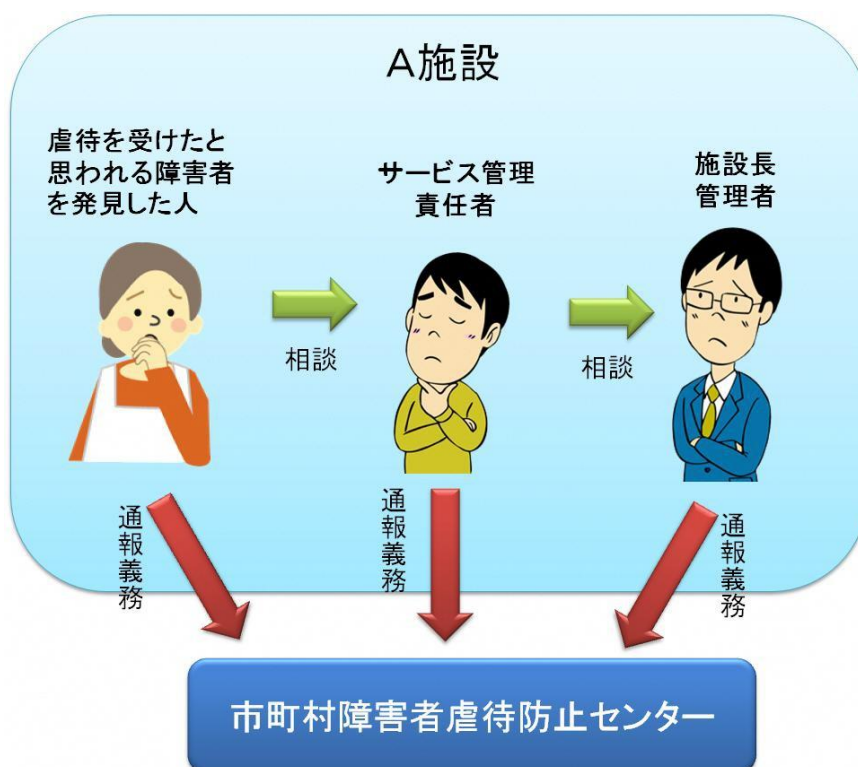 A施設
虐待を受けたと
思われる障害者
を発見した人
サービス管理
責任者
施設長
管理者
相談
相談
通報義務
通報義務
通報義務
市町村障害者虐待防止センター